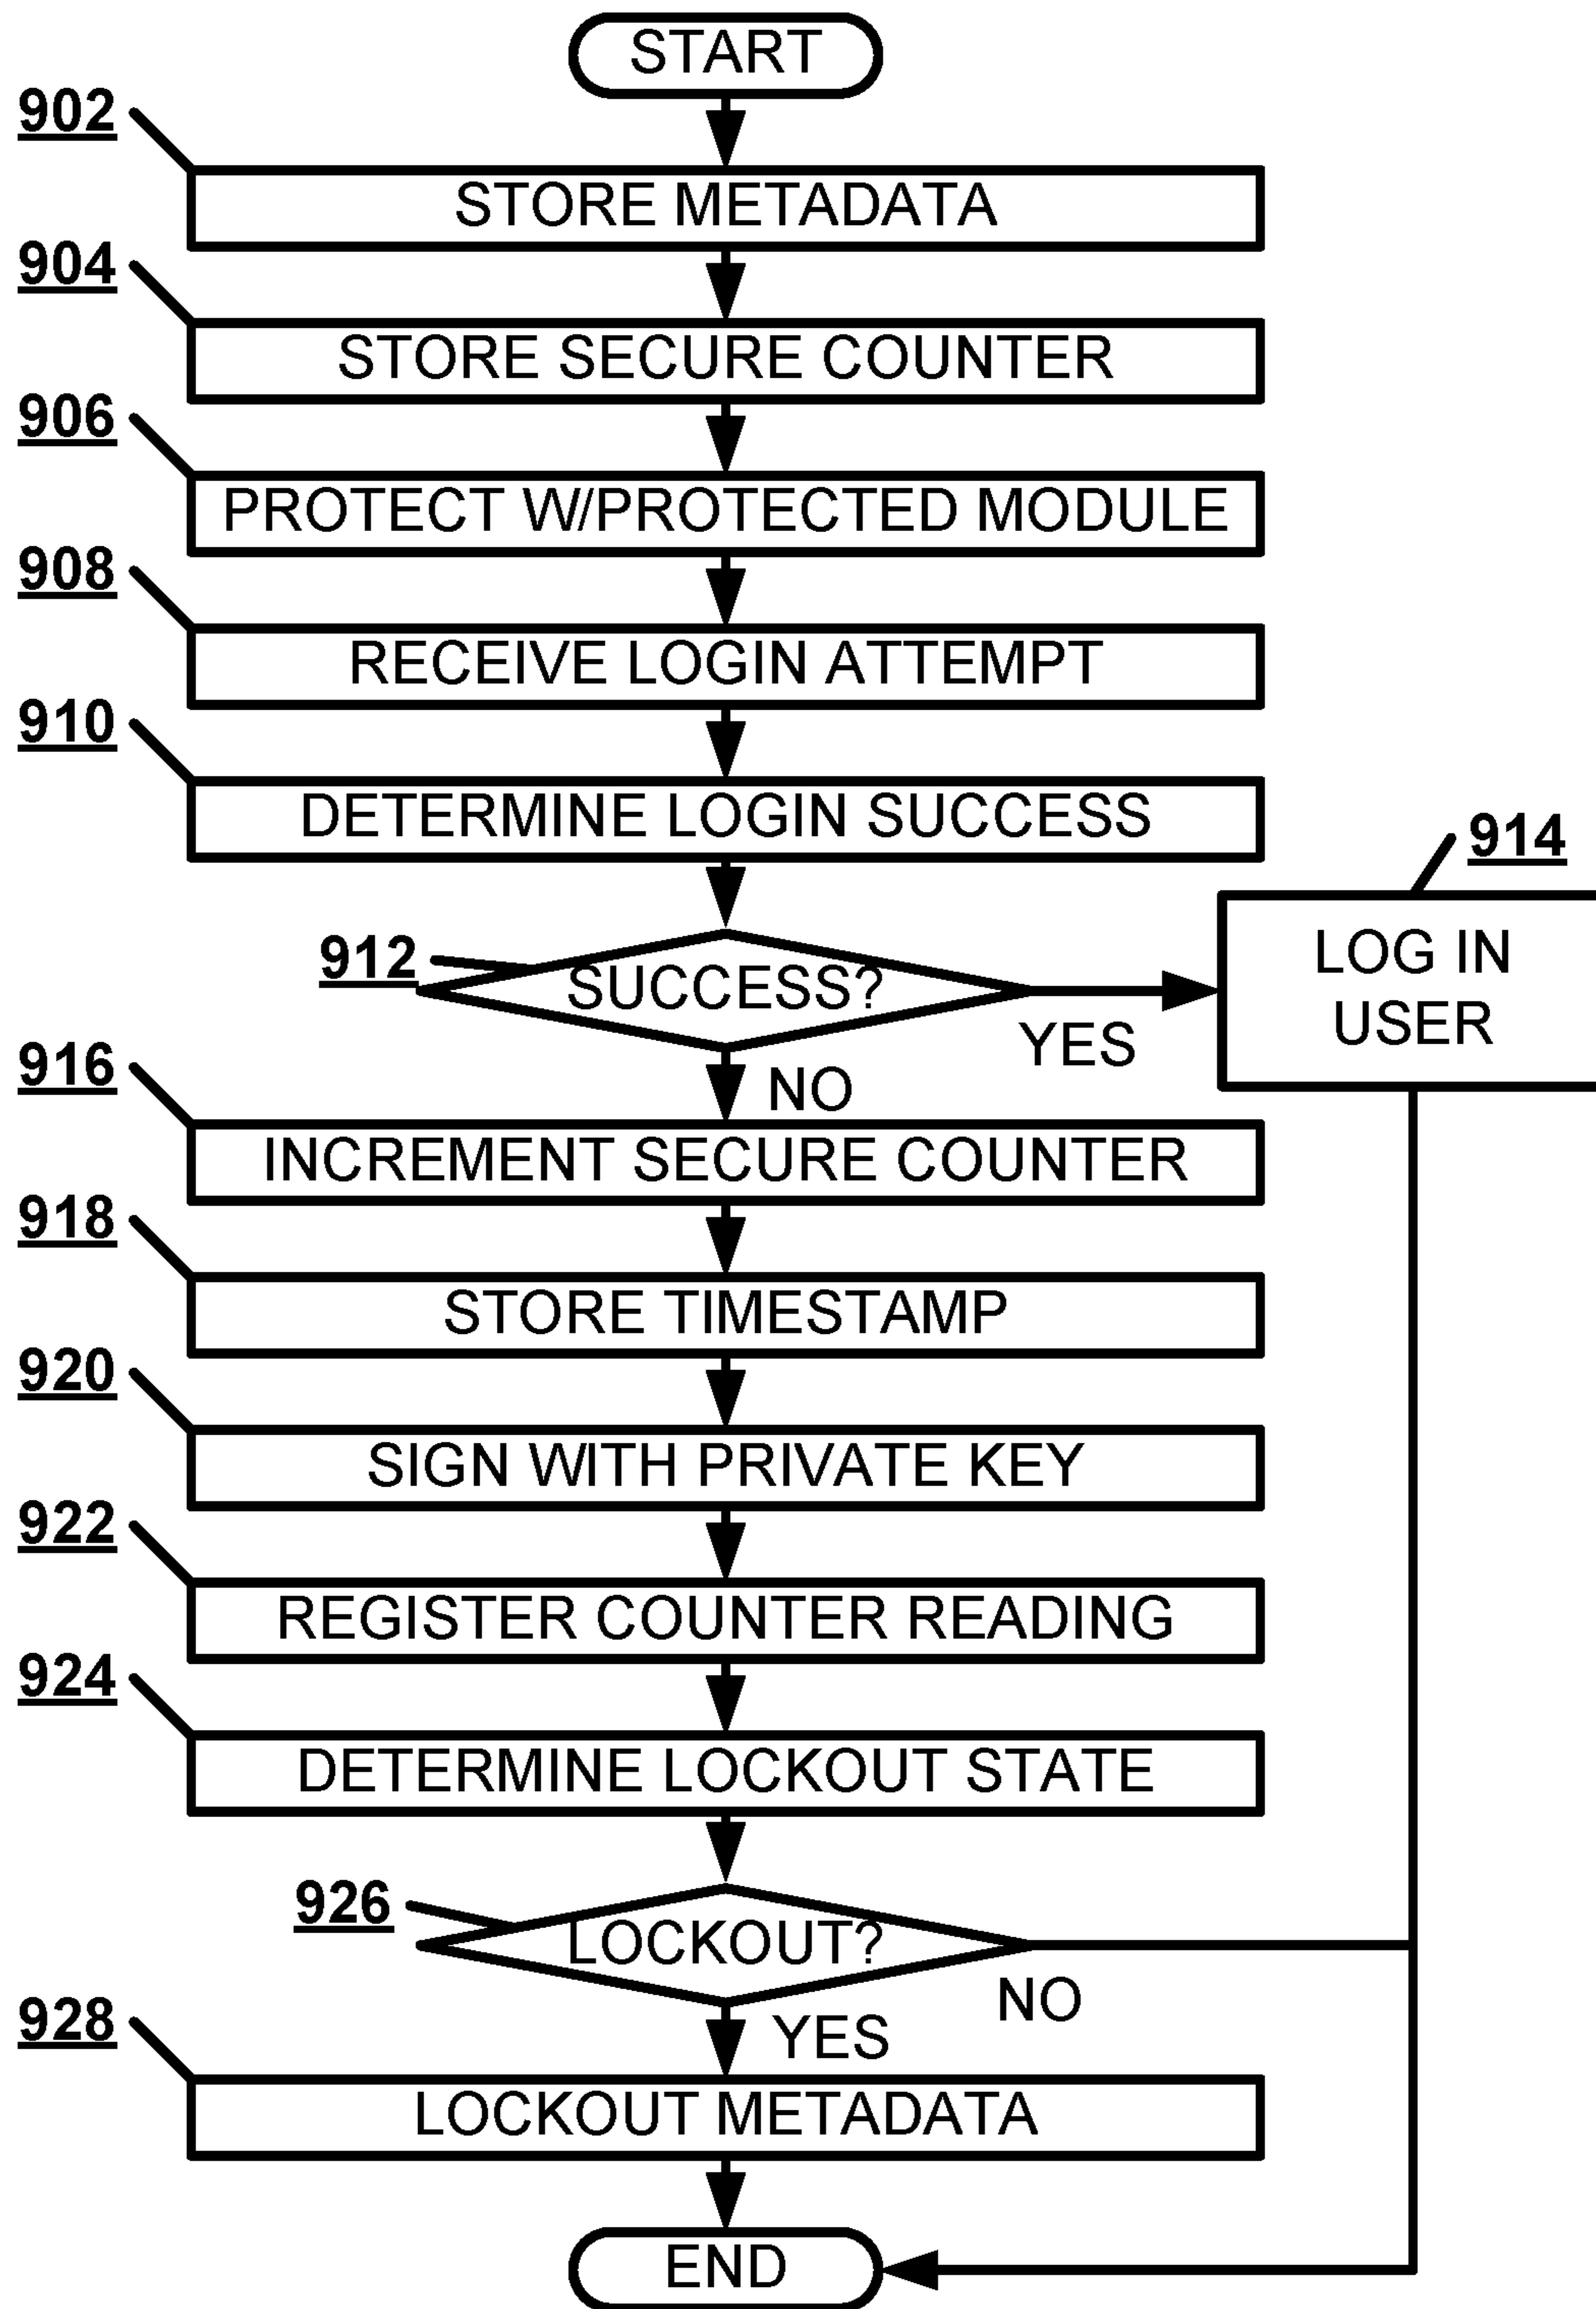 START
902
STORE METADATA
904
STORE SECURE COUNTER
906
PROTECT W/PROTECTED MODULE
908
RECEIVE LOGIN ATTEMPT
910
DETERMINE LOGIN SUCCESS
912
SUCCESS?
YES
914
LOG IN
USER
NO
916
INCREMENT SECURE COUNTER
918
STORE TIMESTAMP
920
SIGN WITH PRIVATE KEY
922
REGISTER COUNTER READING
924
DETERMINE LOCKOUT STATE
926
LOCKOUT?
NO
YES
928
LOCKOUT METADATA
END